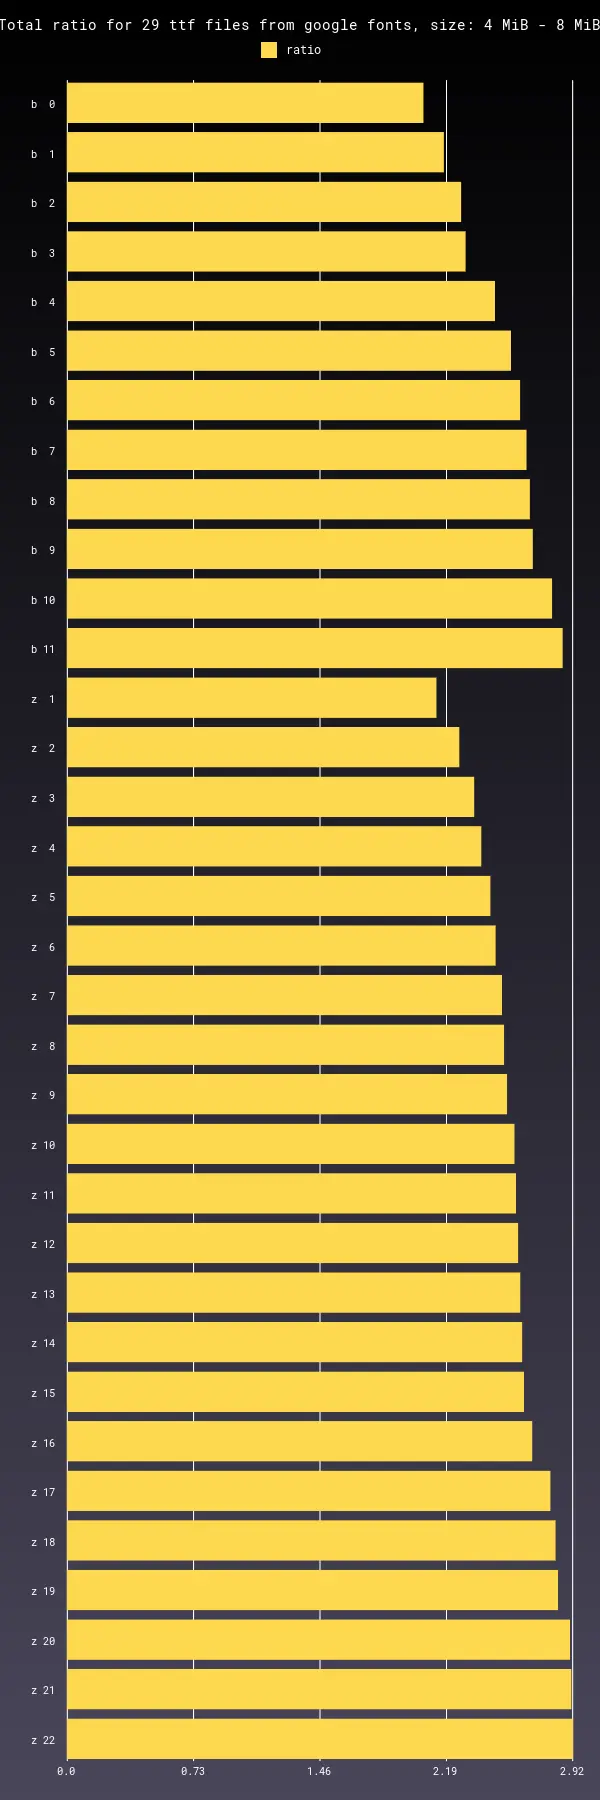 Total ratio for 29 ttf files from google fonts, size: 4 MiB - 8 MiB
ratio
b 0
b 1
b 2
b 3
b 4
b 5
b 6
b 7
b 8
b 9
b 10
b 11
z 1
z 2
z 3
z 4
z 5
z 6
z 7
z 8
z 9
z 10
z 11
z 12
z 13
z 14
z 15
z 16
z 17
z 18
z 19
z 20
z 21
z 22
0.0 0.73 1.46 2.19 2.92